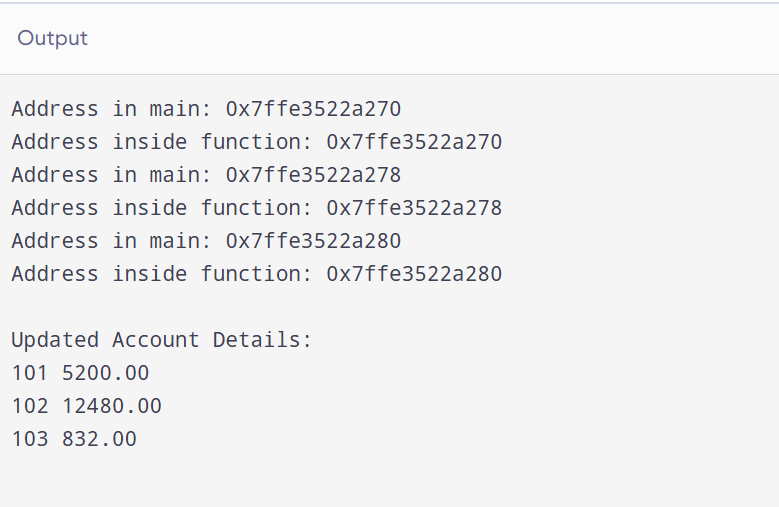 Output
Address in main: 0x7ffe3522a270
Address inside function: 0x7ffe3522a270
Address in main: 0x7ffe3522a278
Address inside function: 0x7ffe3522a278
Address in main: 0x7ffe3522a280
Address inside function: 0x7ffe3522a280
Updated Account Details:
101 5200.00
102 12480.00
103 832.00